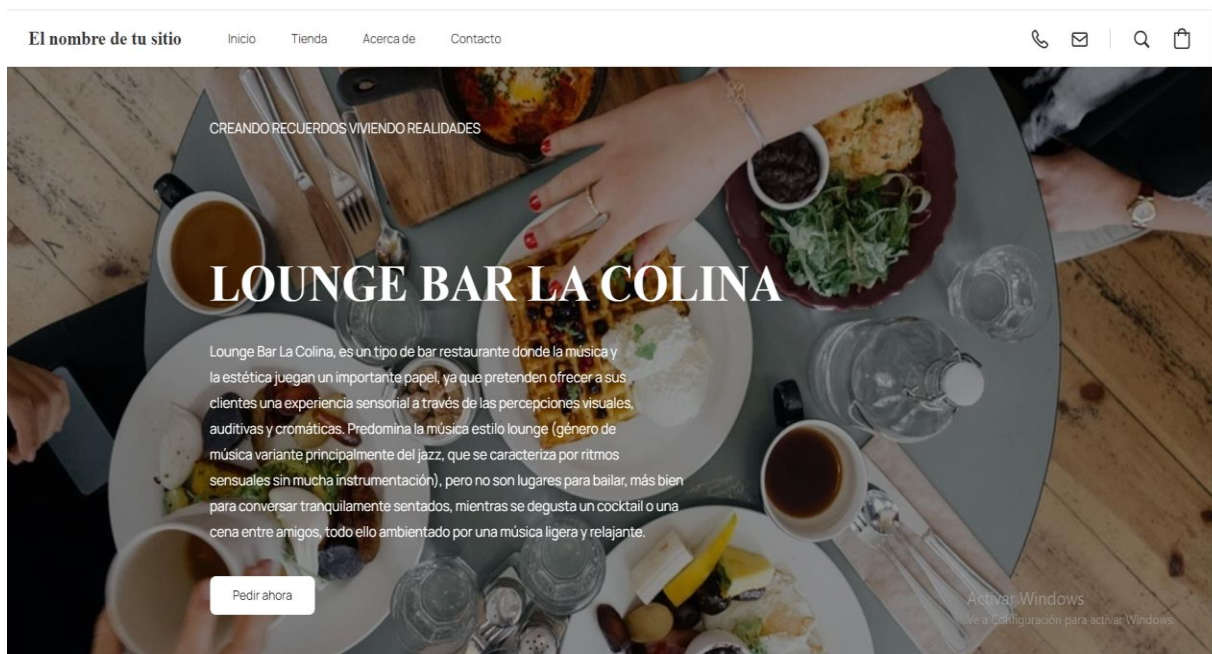 El nombre de tu sitio
Inicio
Tienda
Acerca de
Contacto
CREANDO RECUERDOS VIVIENDO REALIDADES
LOUNGE BAR LA COLINA
Lounge Bar La Colina, es un tipo de bar restaurante donde la música y
la estética juegan un importante papel, ya que pretenden ofrecer a sus
clientes una experiencia sensorial a través de las percepciones visuales,
auditivas y cromáticas. Predomina la música estilo lounge (género de
música variante principalmente del jazz, que se caracteriza por ritmos
sensuales sin mucha instrumentación), pero no son lugares para bailar, más bien
para conversar tranquilamente sentados, mientras se degusta un cocktail o una
cena entre amigos, todo ello ambientado por una música ligera y relajante.
Pedir ahora
Activar Windows
Ve a Configuración para activar Windows.